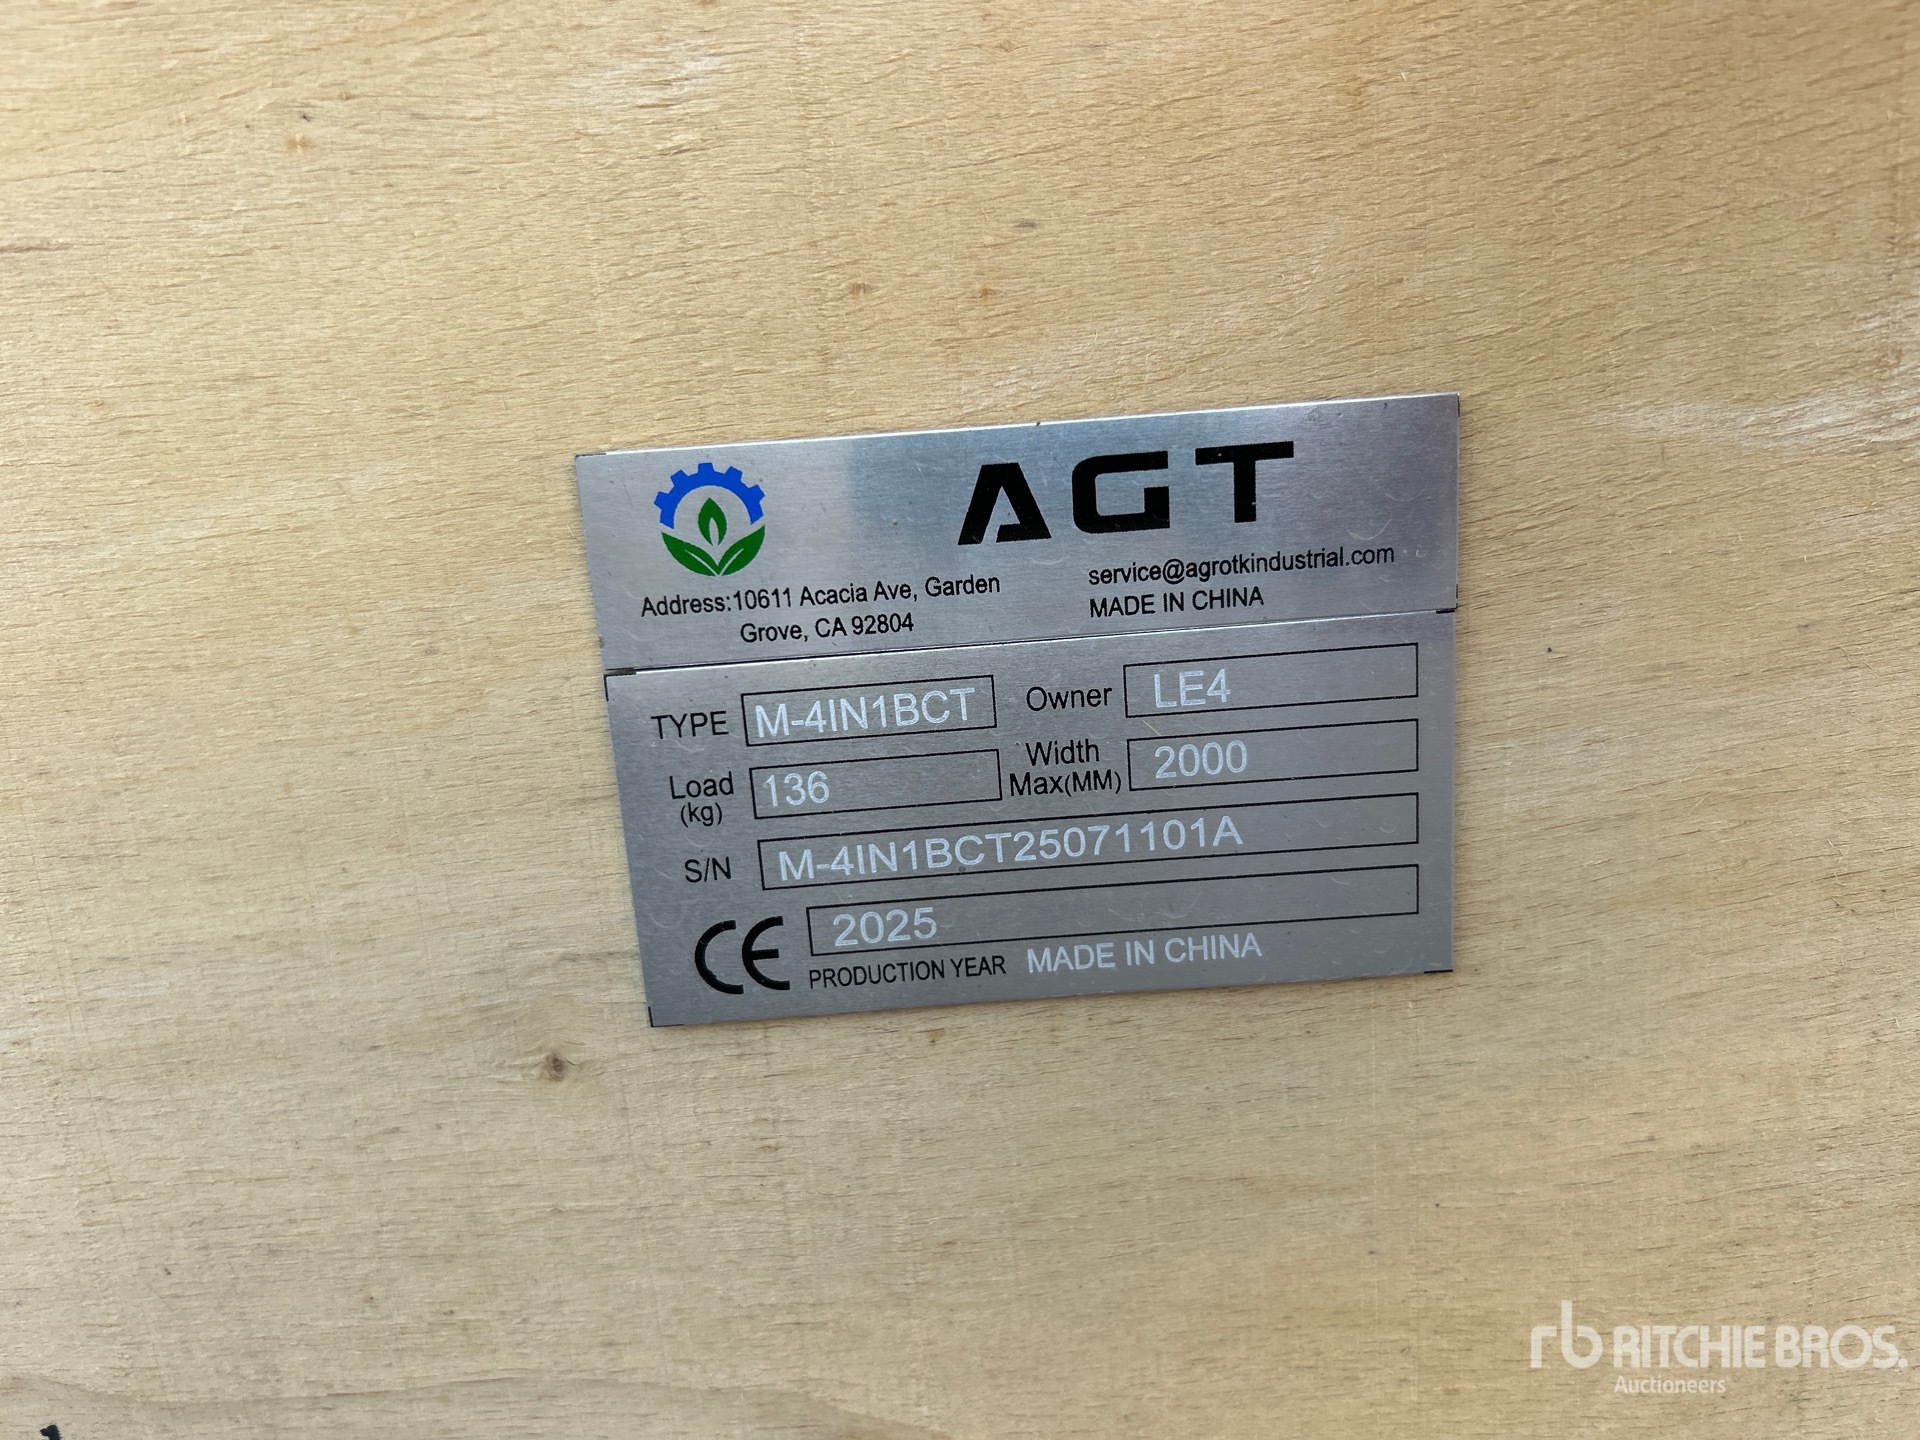 AGT
Address:10611 Acacia Ave, Garden
Grove, CA 92804
service@agrotkindustrial.com
MADE IN CHINA
TYPE M-4IN1BCT Owner LE4
Load (kg) 136 Width Max(MM) 2000
S/N M-4IN1BCT25071101A
CE 2025
PRODUCTION YEAR MADE IN CHINA
rb RITCHIE BROS.
Auctioneers